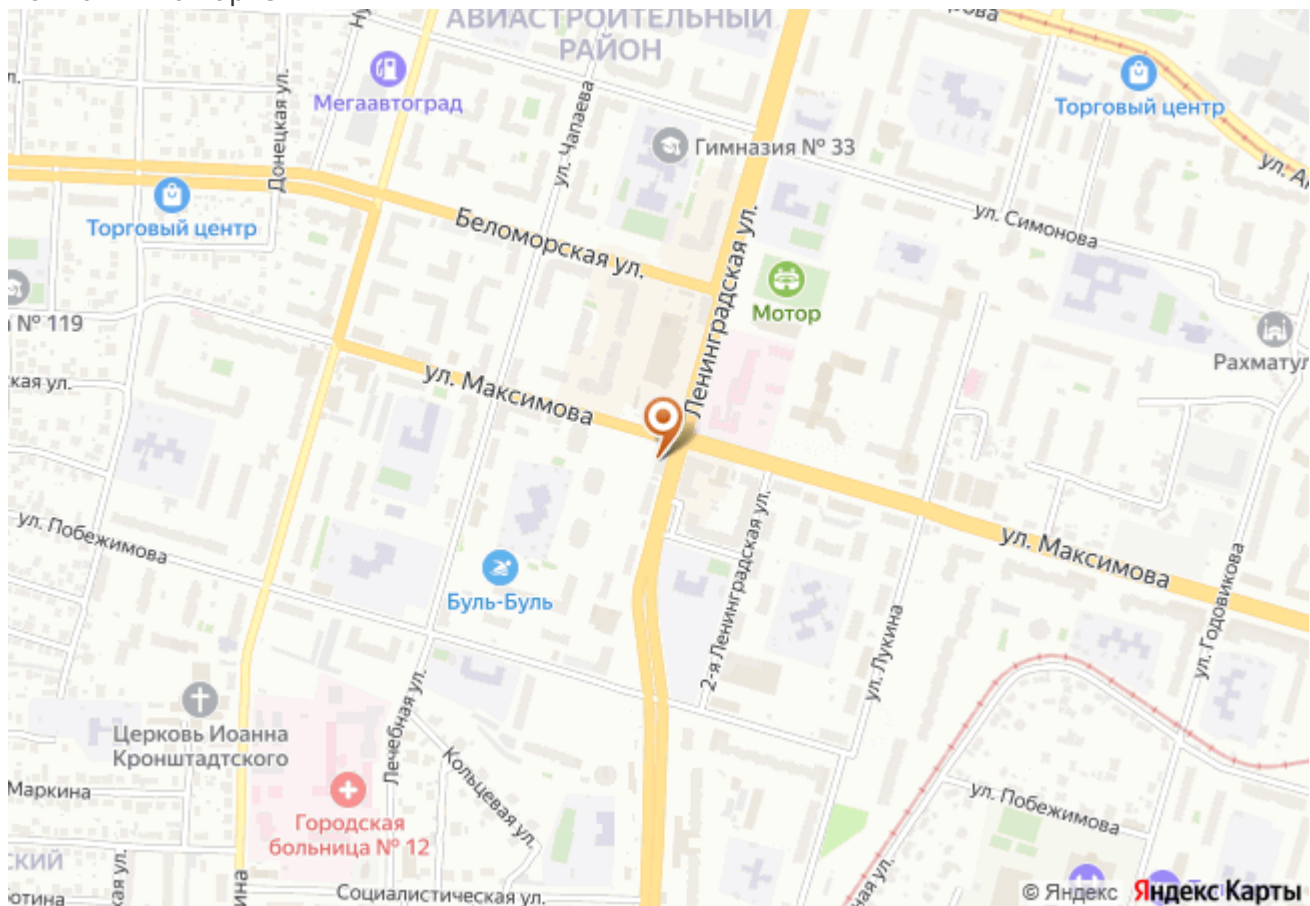 АВИАСТРОИТЕЛЬНЫЙ
РАЙОН
Мегаавтоград
Торговый центр
Гимназия № 33
ул. Чапаева
Донецкая ул.
Торговый центр
Беломорская ул.
Ленинградская ул.
ул. Симонова
Мотор
№ 119
ул. Максимова
ул. Побежимова
Буль-Буль
2-я Ленинградская ул.
ул. Лукина
ул. Максимова
ул. Годовикова
Церковь Иоанна
Кронштадтского
Лечебная ул.
Кольцевая ул.
Маркина
Городская
больница № 12
ул. Побежимова
Социалистическая ул.
© Яндекс Яндекс Карты